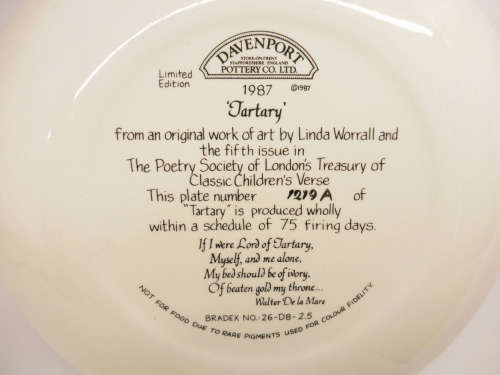 DAVENPORT
STOKE-ON-TRENT
STAFFORDSHIRE, ENGLAND
POTTERY CO. LTD.
Limited
Edition
1987
©1987
'Tartary'
from an original work of art by Linda Worrall and
the fifth issue in
The Poetry Society of London's Treasury of
Classic Children's Verse
This plate number 1219A of
"Tartary" is produced wholly
within a schedule of 75 firing days.
If I were Lord of Tartary,
Myself, and me alone,
My bed should be of ivory,
Of beaten gold my throne...
Walter De la Mare
NOT FOR FOOD DUE TO RARE PIGMENTS USED FOR COLOUR FIDELITY.
BRADEX NO.: 26-D8-2.5